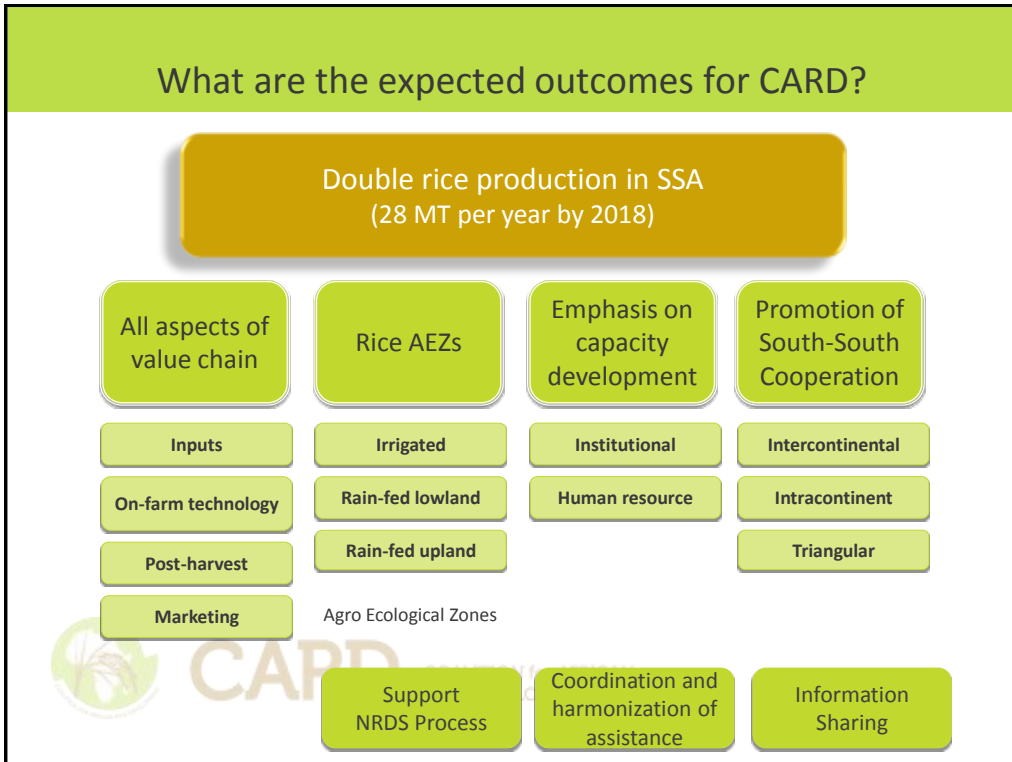 What are the expected outcomes for CARD?
Double rice production in SSA
(28 MT per year by 2018)
All aspects of
value chain
Inputs
On-farm technology
Post-harvest
Marketing
Rice AEZs
Irrigated
Rain-fed lowland
Rain-fed upland
Agro Ecological Zones
Emphasis on
capacity
development
Institutional
Human resource
Promotion of
South-South
Cooperation
Intercontinental
Intracontinent
Triangular
CARD
Support
NRDS Process
Coordination and
harmonization of
assistance
Information
Sharing